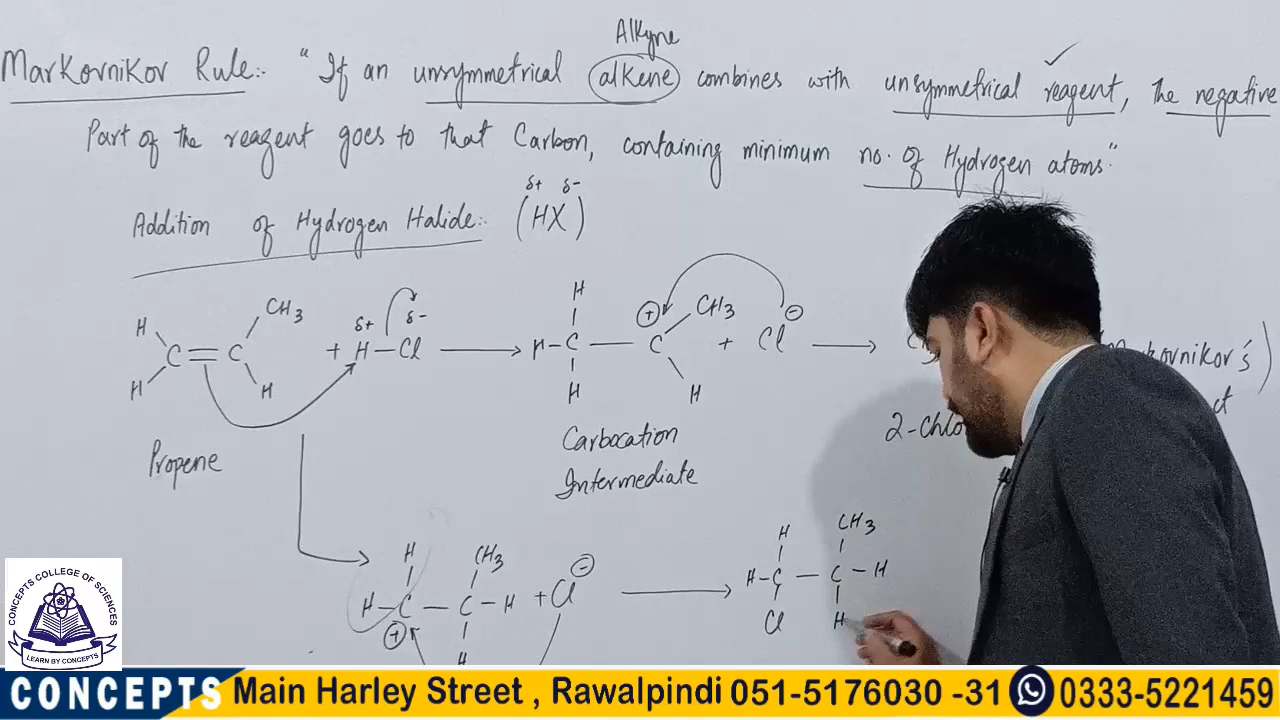 Alkyne
Markovnikov Rule:- "If an unsymmetrical alkene combines with unsymmetrical reagent, the negative
Part of the reagent goes to that Carbon, containing minimum no. of Hydrogen atoms."
δ+ δ-
Addition of Hydrogen Halide:- (HX)
H CH3 δ+ δ- H + CH3 -
C = C + H - Cl → H - C - C + Cl → C
H H H H
Markovnikov's)
ct
2-Chlo
Propene
Carbocation
Intermediate
H CH3 - H CH3
H - C - C - H + Cl → H - C - C - H
+ H Cl H
CONCEPTS COLLEGE OF SCIENCES
LEARN BY CONCEPTS
CONCEPTS Main Harley Street , Rawalpindi 051-5176030 -31 0333-5221459